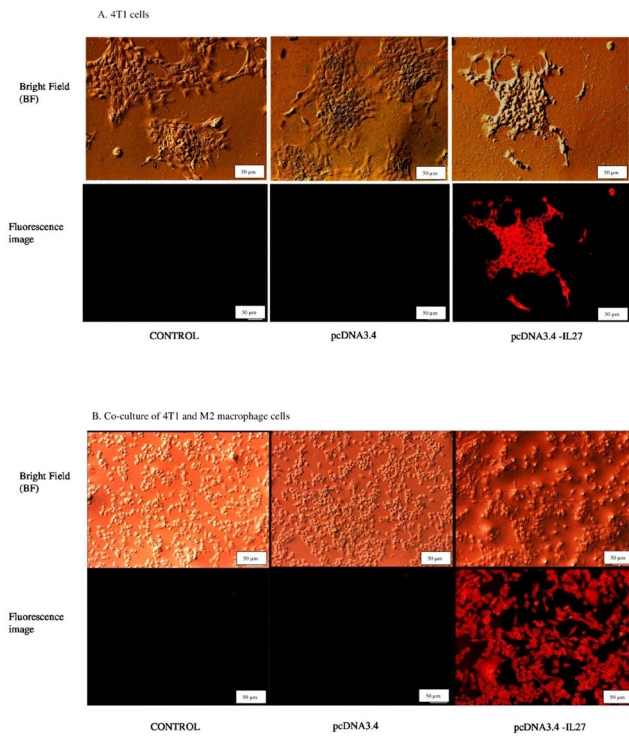 A. 4T1 cells
Bright Field
(BF)
50 µm
50 µm
50 µm
Fluorescence
image
50 µm
50 µm
50 µm
CONTROL
pcDNA3.4
pcDNA3.4 -IL27
B. Co-culture of 4T1 and M2 macrophage cells
Bright Field
(BF)
50 µm
50 µm
50 µm
Fluorescence
image
50 µm
50 µm
50 µm
CONTROL
pcDNA3.4
pcDNA3.4 -IL27